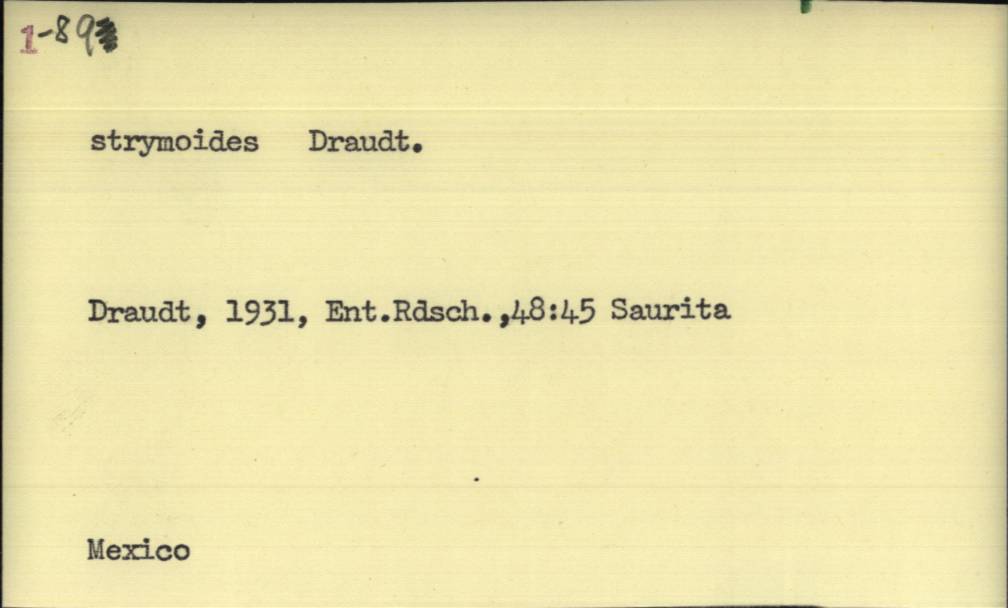 1-89
strymoides Draudt.
Draudt, 1931, Ent.Rdsch.,48:45 Saurita
Mexico